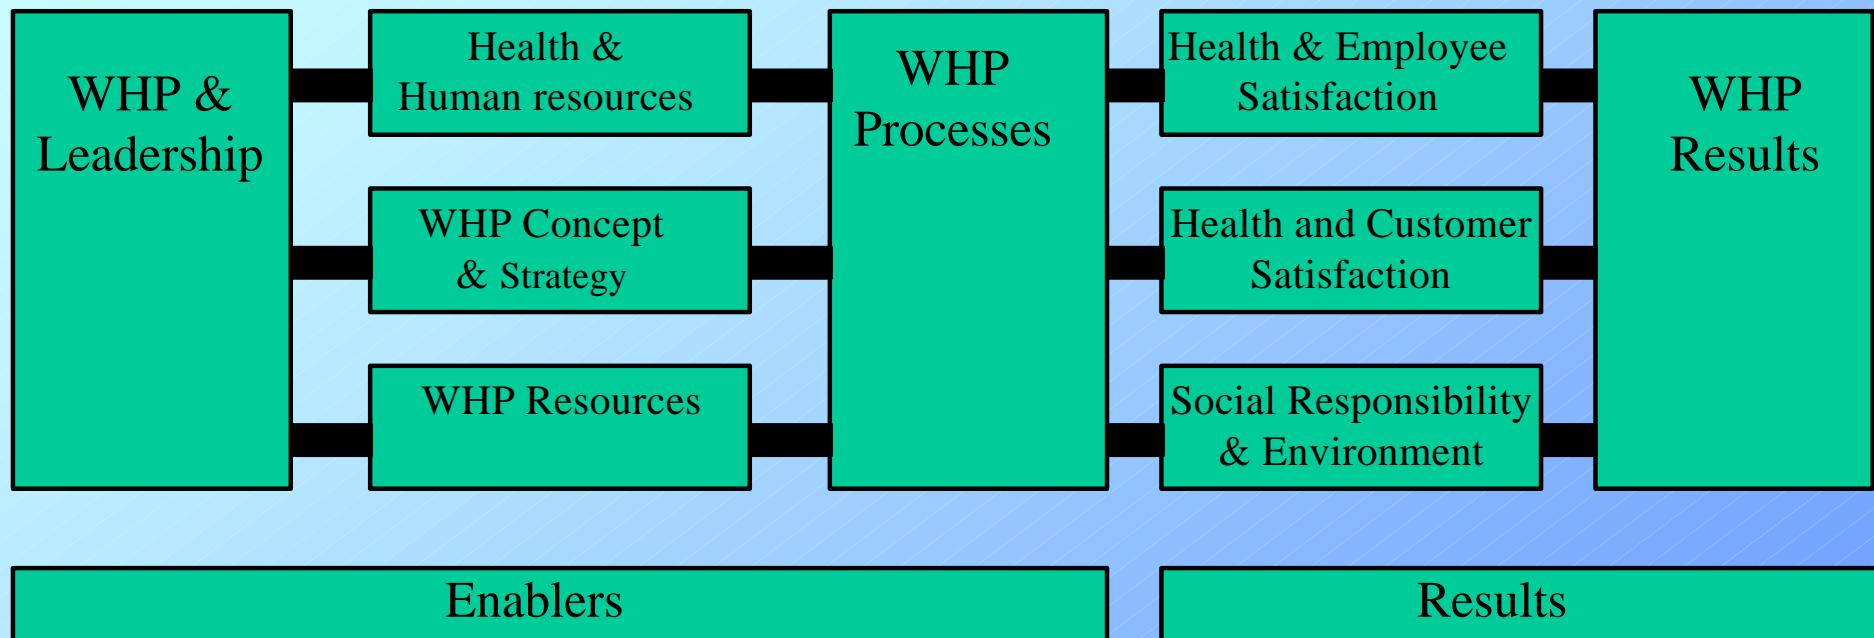 WHP &
Leadership
Health &
Human resources
WHP Concept
& Strategy
WHP Resources
WHP
Processes
Health & Employee
Satisfaction
Health and Customer
Satisfaction
Social Responsibility
& Environment
WHP
Results
Enablers
Results